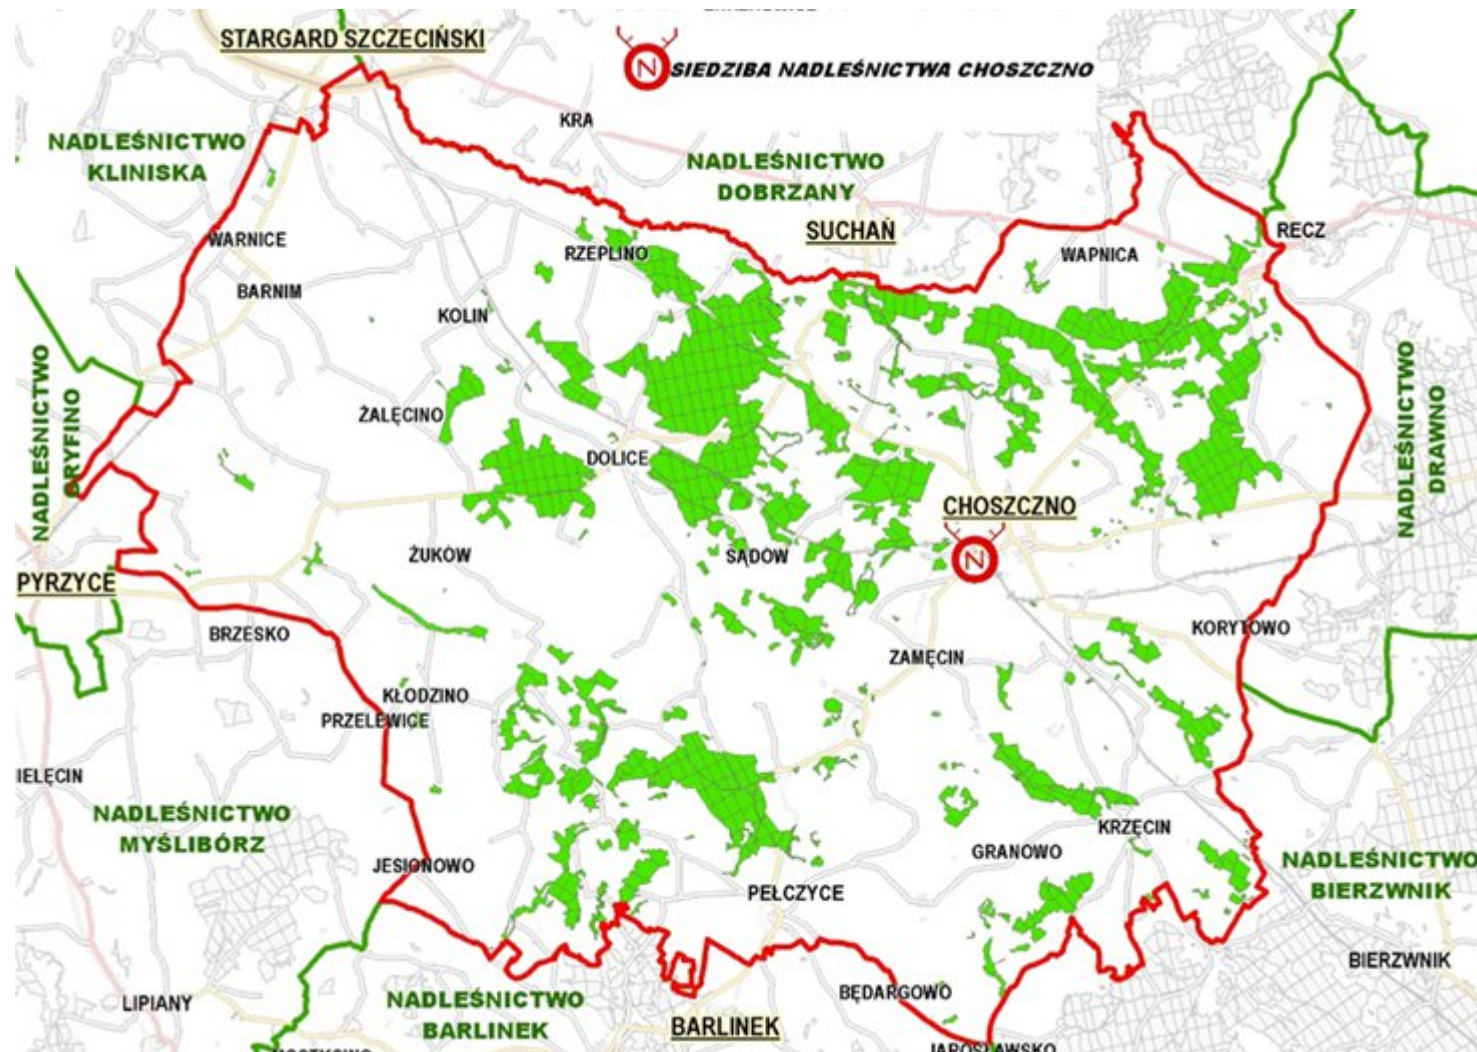 STARGARD SZCZECIŃSKI
N SIEDZIBA NADLEŚNICTWA CHOSZCZNO
KRA
NADLEŚNICTWO
KLINISKA
NADLEŚNICTWO
DOBRZANY
SUCHAŃ
RECZ
WARNICE
RZEPLINO
WAPNICA
BARNIM
KOLIN
NADLEŚNICTWO
GRYFINO
NADLEŚNICTWO
DRAWNO
ŻALĘCINO
DOLICE
CHOSZCZNO
N
ŻUKÓW
SĄDÓW
PYRZYCE
BRZESKO
KORYTOWO
ZAMĘCIN
KŁODZINO
PRZELEWICE
IELĘCIN
NADLEŚNICTWO
MYŚLIBÓRZ
KRZĘCIN
GRANOWO
JESIONOWO
NADLEŚNICTWO
BIERZWNIK
PEŁCZYCE
BIERZWNIK
LIPIANY
NADLEŚNICTWO
BARLINEK
BĘDARGOWO
BARLINEK